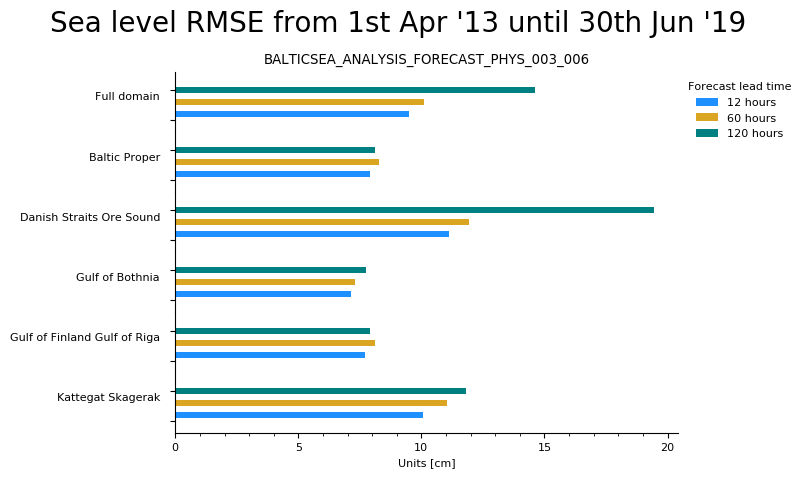 Sea level RMSE from 1st Apr '13 until 30th Jun '19
BALTICSEA_ANALYSIS_FORECAST_PHYS_003_006
Forecast lead time
12 hours
60 hours
120 hours
Full domain
Baltic Proper
Danish Straits Ore Sound
Gulf of Bothnia
Gulf of Finland Gulf of Riga
Kattegat Skagerak
0 5 10 15 20
Units [cm]